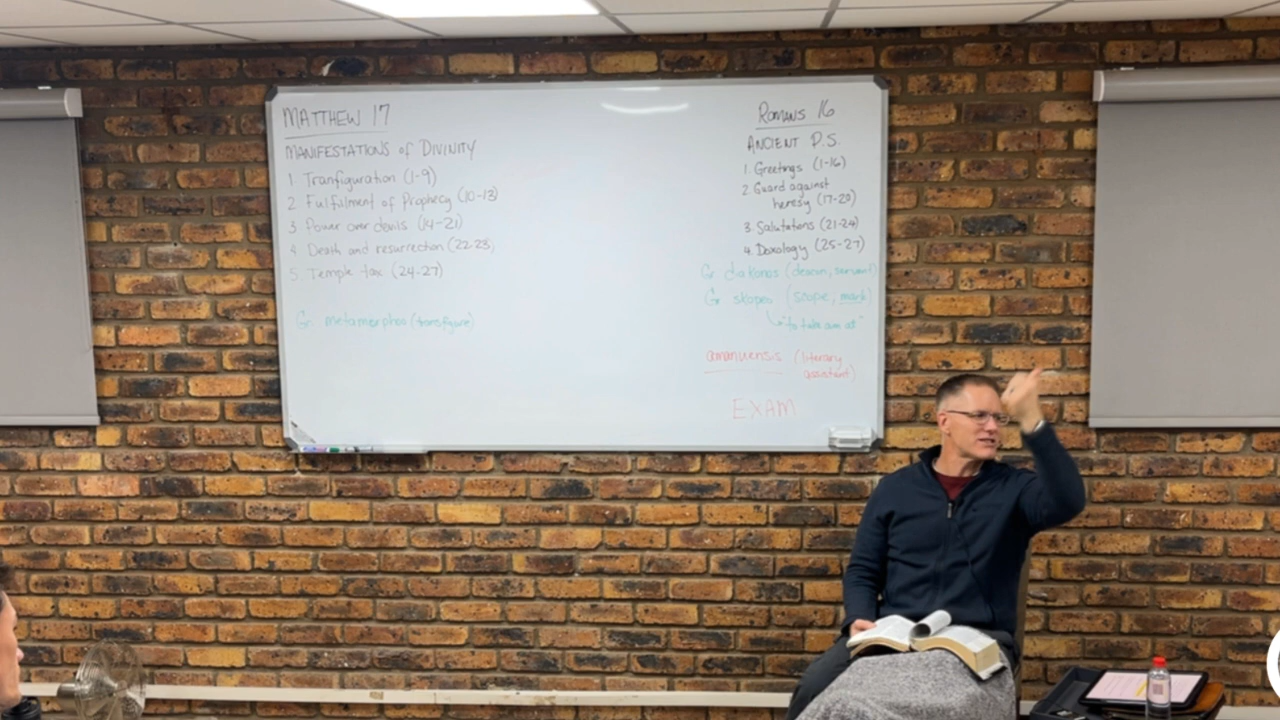 MATTHEW 17
MANIFESTATIONS of DIVINITY
1 Tranfiguration (1-9)
2 Fulfilment of Prophecy (10-13)
3 Power over devils (14-21)
4 Death and resurrection (22-23)
5 Temple tax (24-27)
Gr metamorphos (transfigure)
Romans 16
ANCIENT P.S.
1. Greetings (1-16)
2. Guard against
heresy (17-20)
3. Salutations (21-24)
4. Doxology (25-27)
Gr diakonos (deacon, servant)
Gr skopeo (scope, mark)
"to take aim at"
amanuensis (literary
assistant)
EXAM